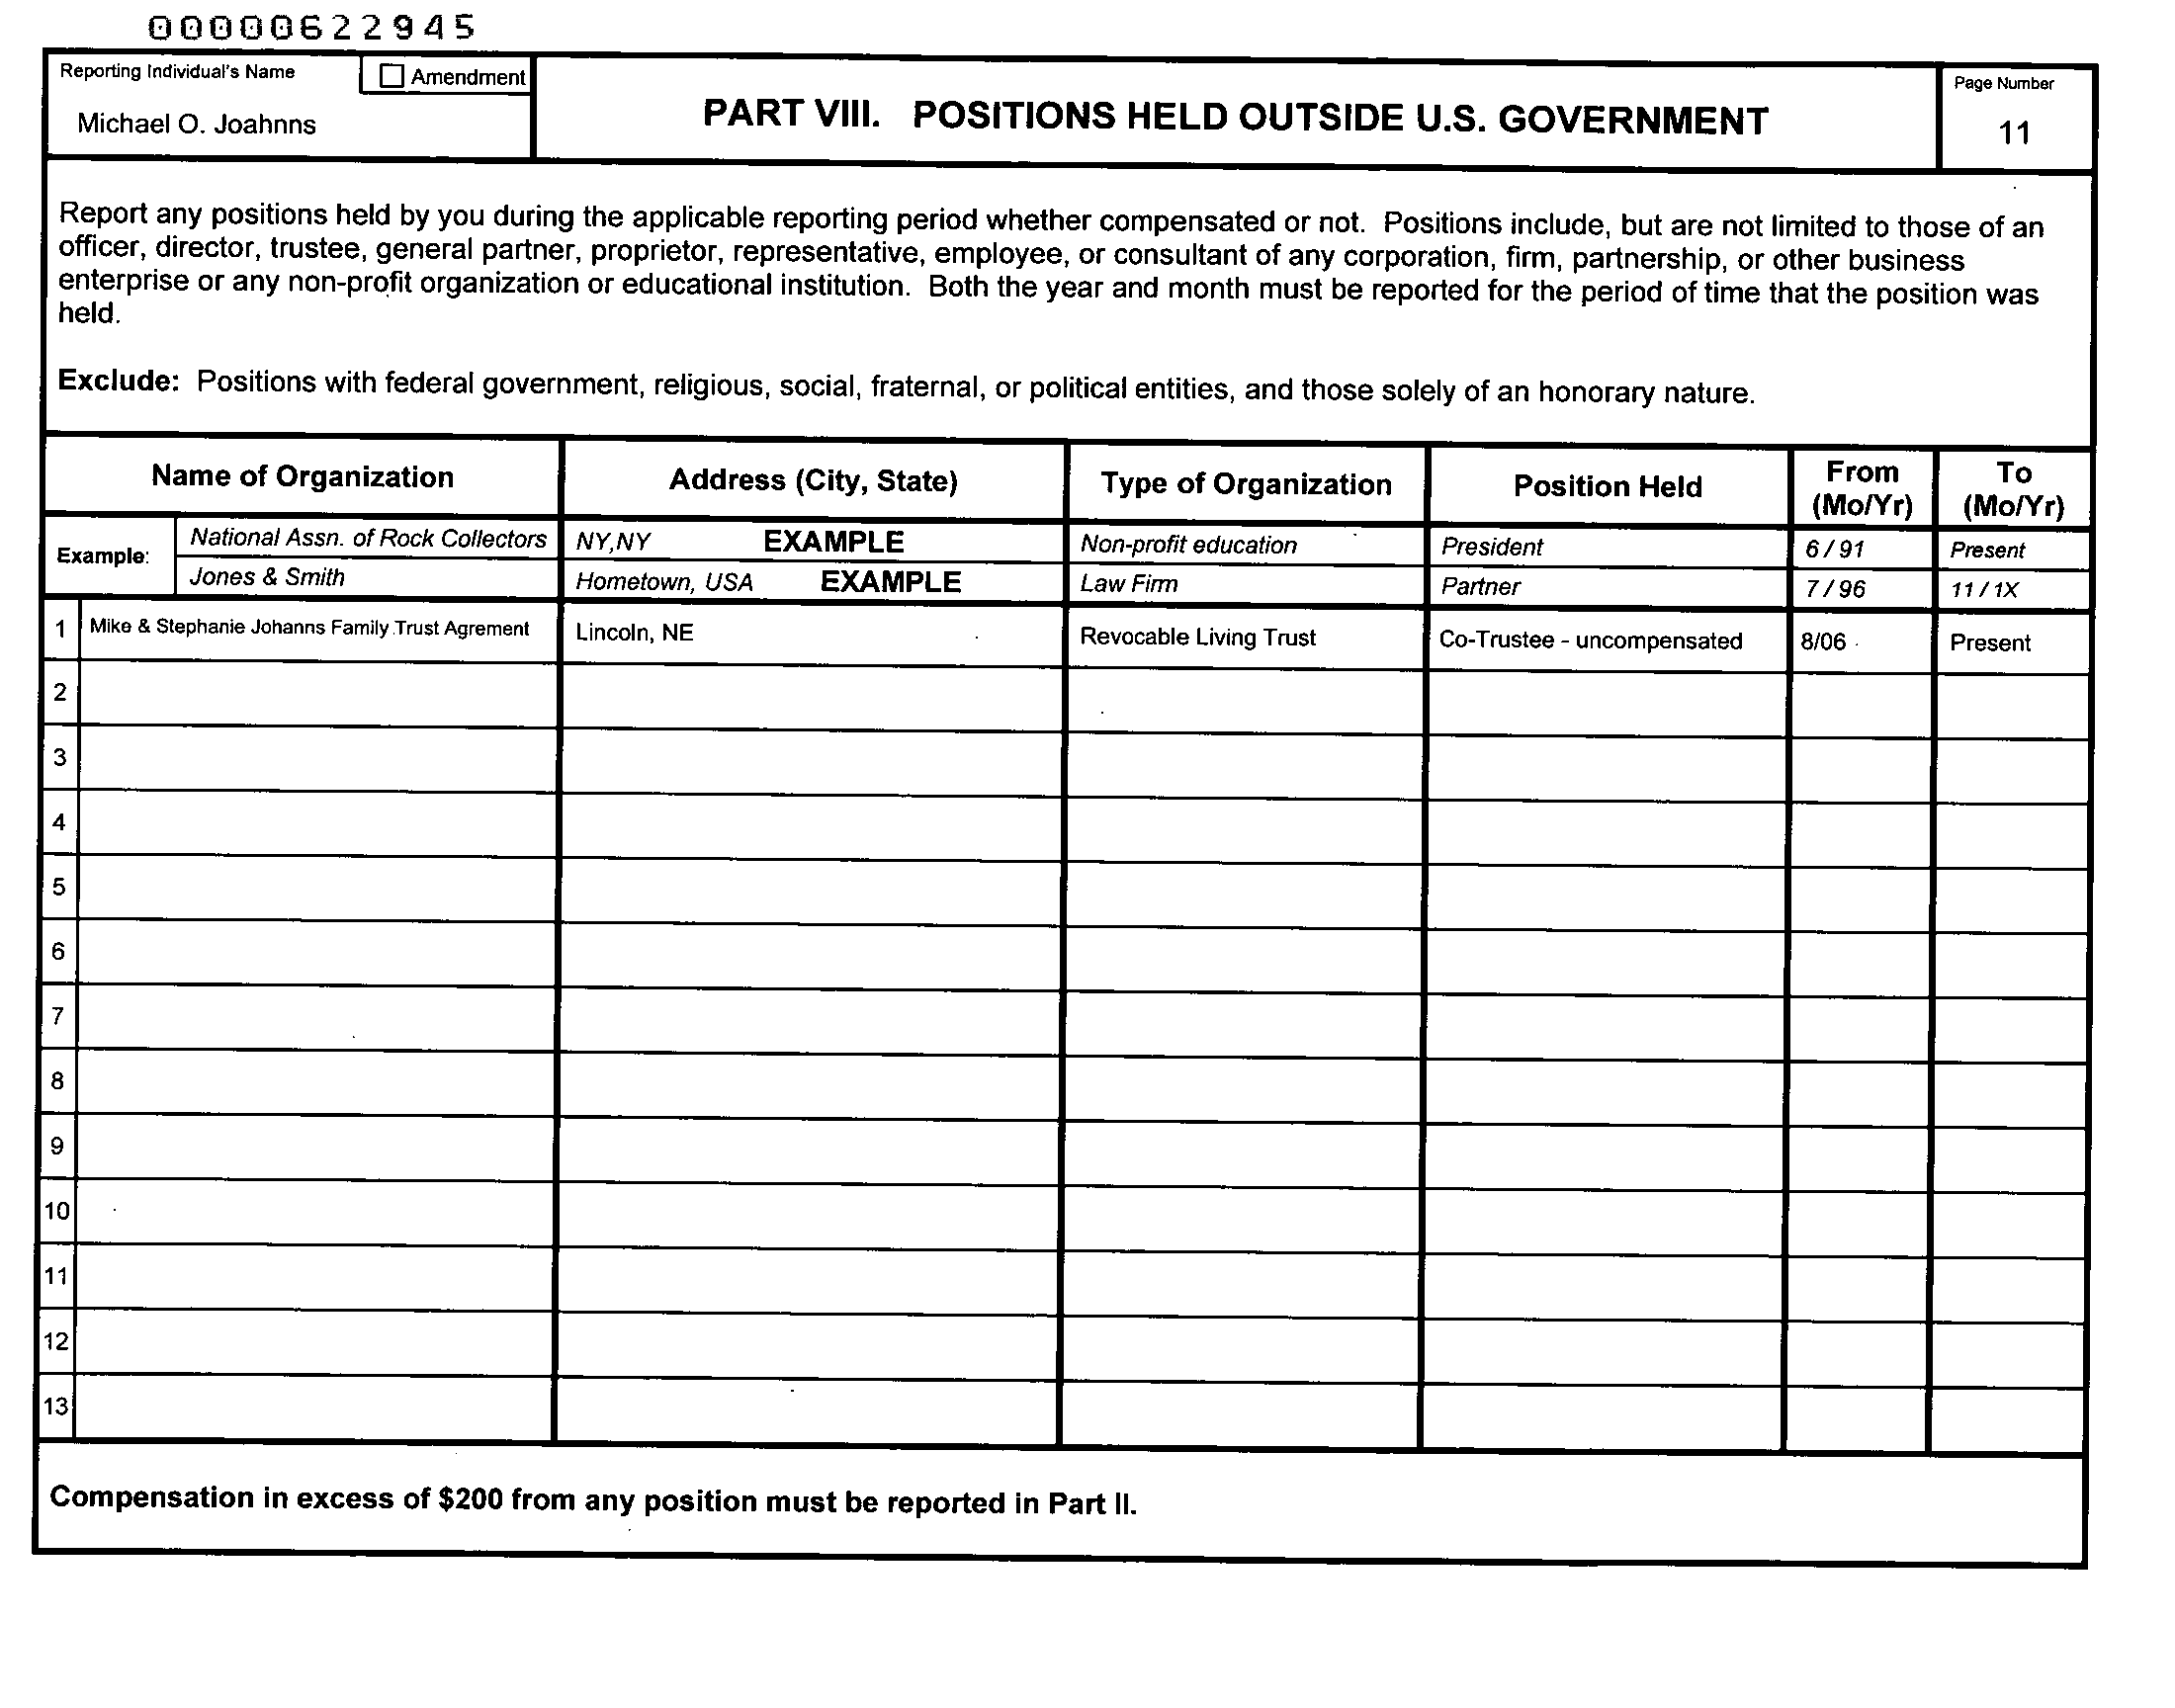 00000622945
Reporting Individual's Name
Amendment
Michael O. Joahnns
PART VIII. POSITIONS HELD OUTSIDE U.S. GOVERNMENT
Page Number
11
Report any positions held by you during the applicable reporting period whether compensated or not. Positions include, but are not limited to those of an
officer, director, trustee, general partner, proprietor, representative, employee, or consultant of any corporation, firm, partnership, or other business
enterprise or any non-profit organization or educational institution. Both the year and month must be reported for the period of time that the position was
held.
Exclude: Positions with federal government, religious, social, fraternal, or political entities, and those solely of an honorary nature.
Name of Organization Address (City, State) Type of Organization Position Held From (Mo/Yr) To (Mo/Yr)
Example: National Assn. of Rock Collectors NY,NY EXAMPLE Non-profit education President 6 / 91 Present
Jones & Smith Hometown, USA EXAMPLE Law Firm Partner 7 / 96 11 / 1X
1 Mike & Stephanie Johanns Family Trust Agrement Lincoln, NE Revocable Living Trust Co-Trustee - uncompensated 8/06 Present
2
3
4
5
6
7
8
9
10
11
12
13
Compensation in excess of $200 from any position must be reported in Part II.